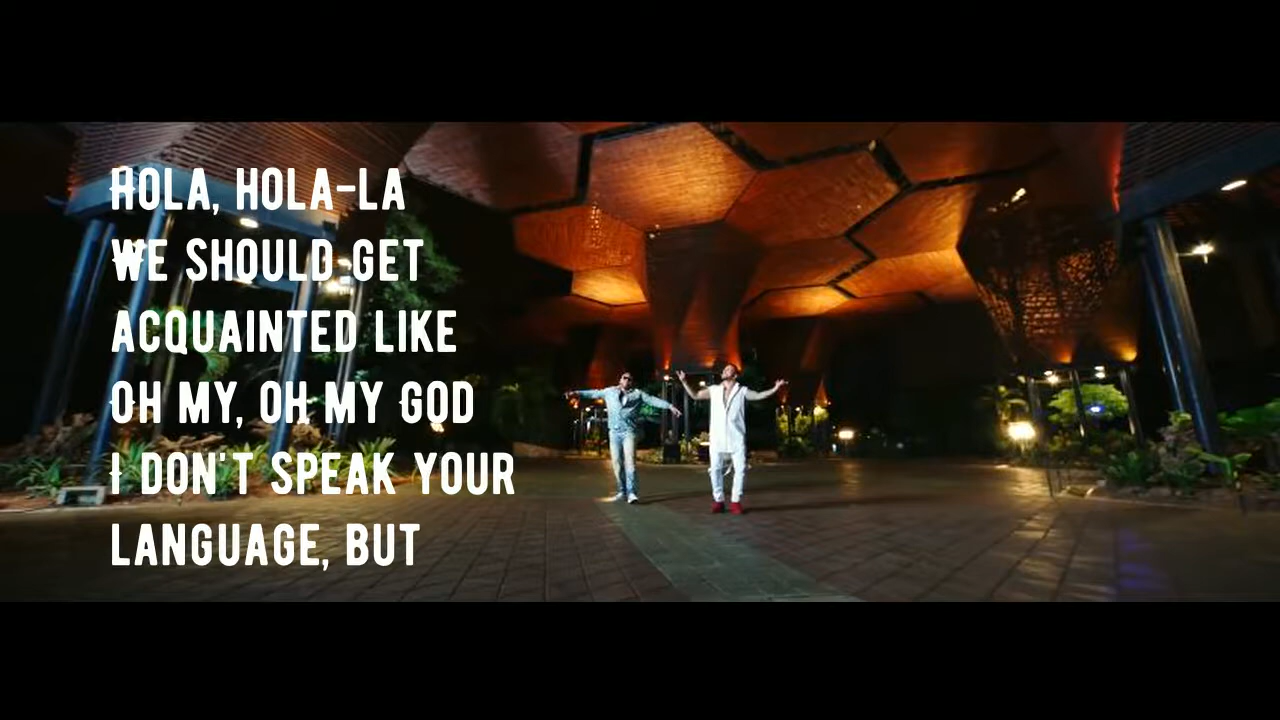 Hola, hola-la
We should get
acquainted like
Oh my, oh my God
I don't speak your
language, but